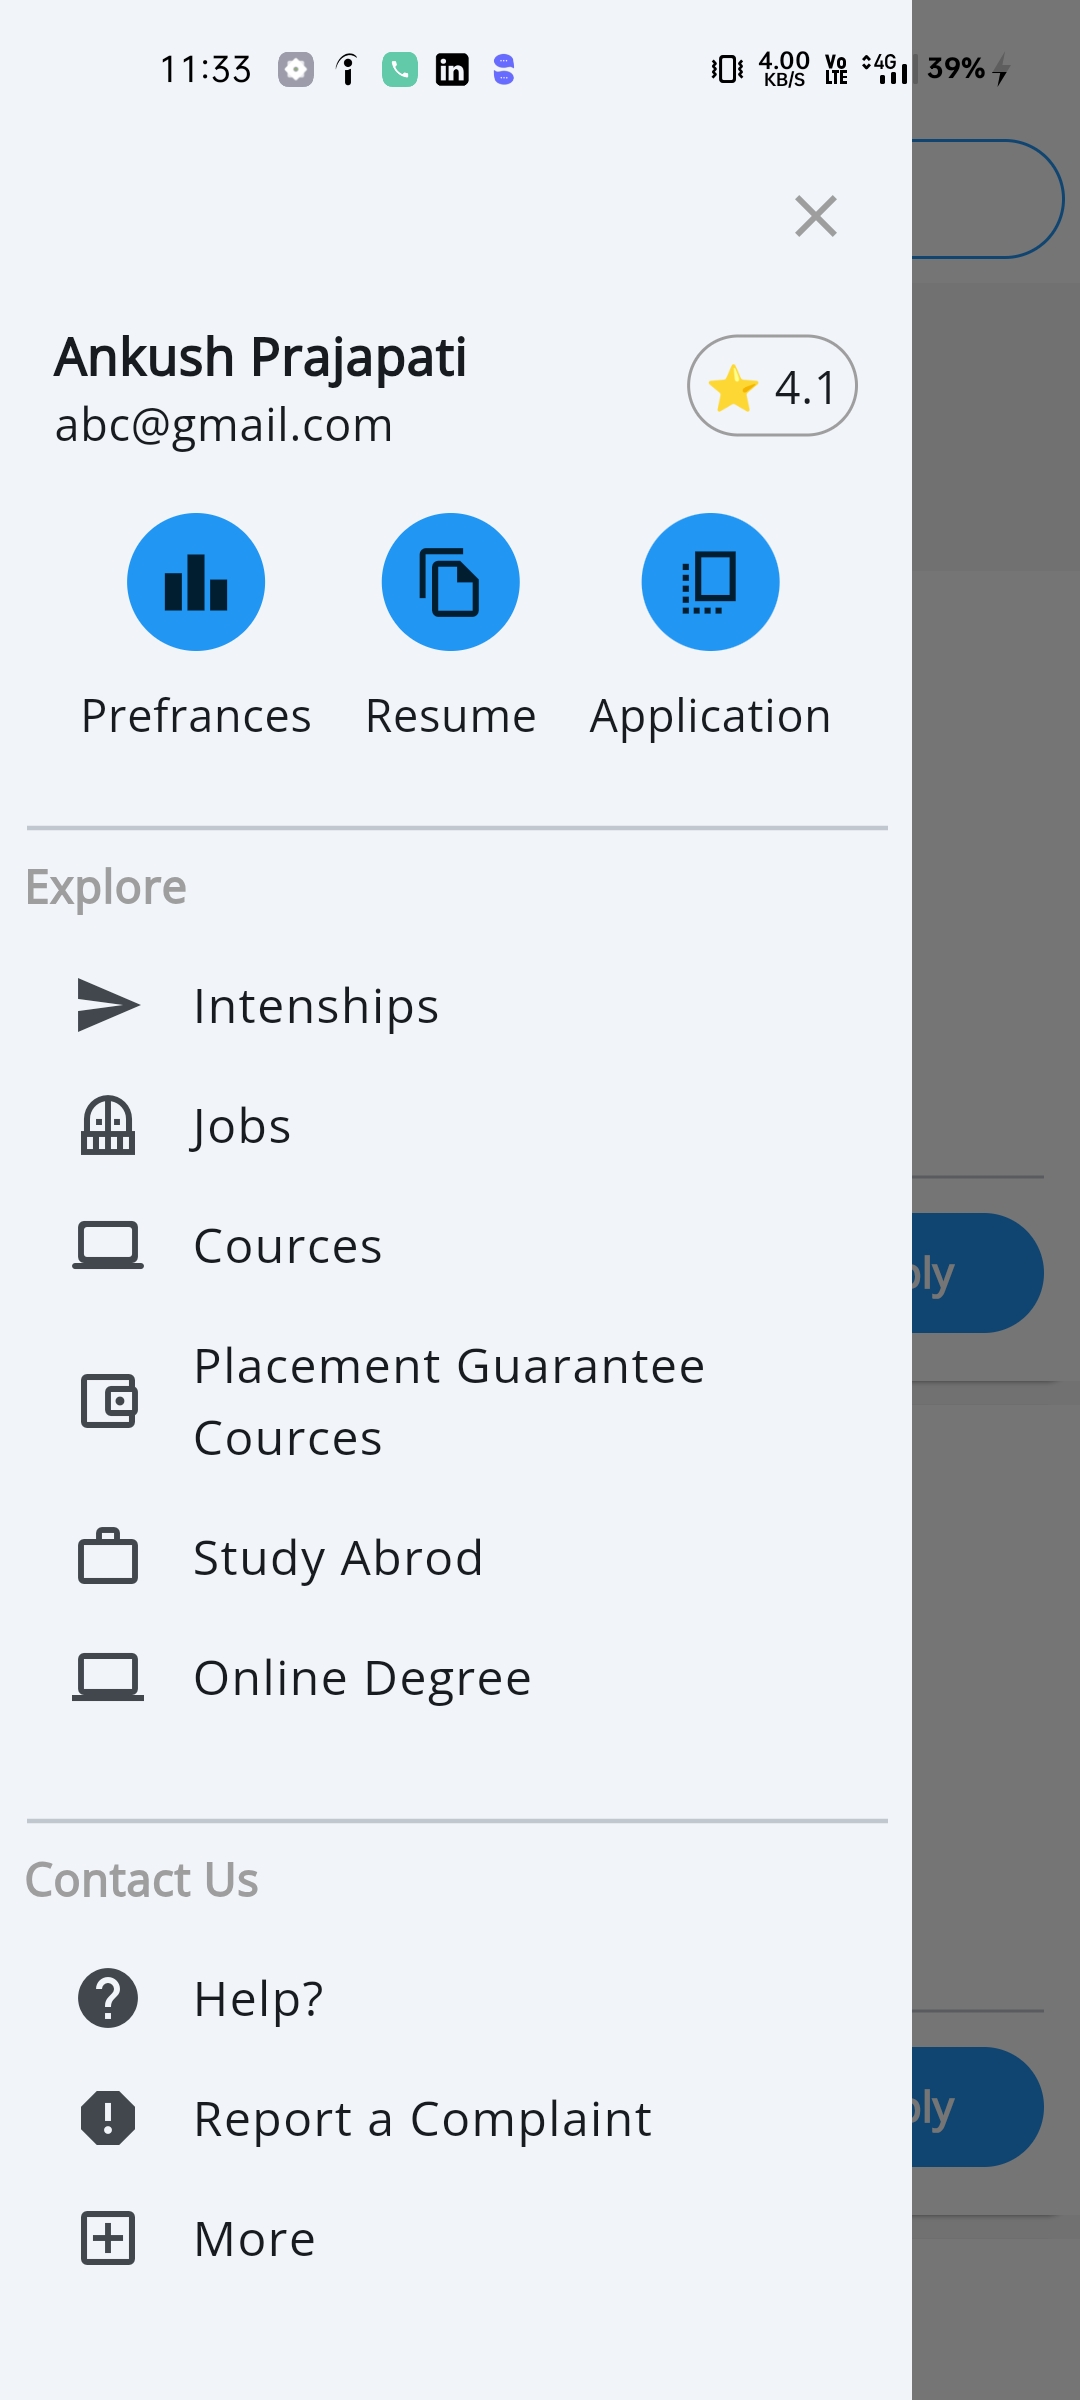 11:33 in 4.00 KB/S Vo LTE 4G 39%
Ankush Prajapati
abc@gmail.com
4.1
Prefrances Resume Application
Explore
Intenships
Jobs
Cources
Placement Guarantee
Cources
Study Abrod
Online Degree
Contact Us
Help?
Report a Complaint
More
ply
ply